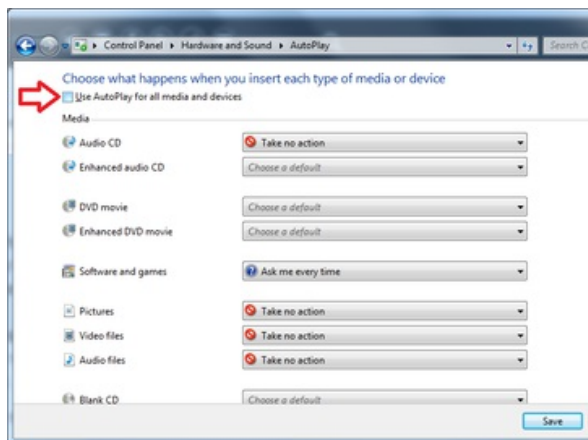 Control Panel ▸ Hardware and Sound ▸ AutoPlay
Search C
Choose what happens when you insert each type of media or device
Use AutoPlay for all media and devices
Media
Audio CD Take no action
Enhanced audio CD Choose a default
DVD movie Choose a default
Enhanced DVD movie Choose a default
Software and games Ask me every time
Pictures Take no action
Video files Take no action
Audio files Take no action
Blank CD Choose a default
Save